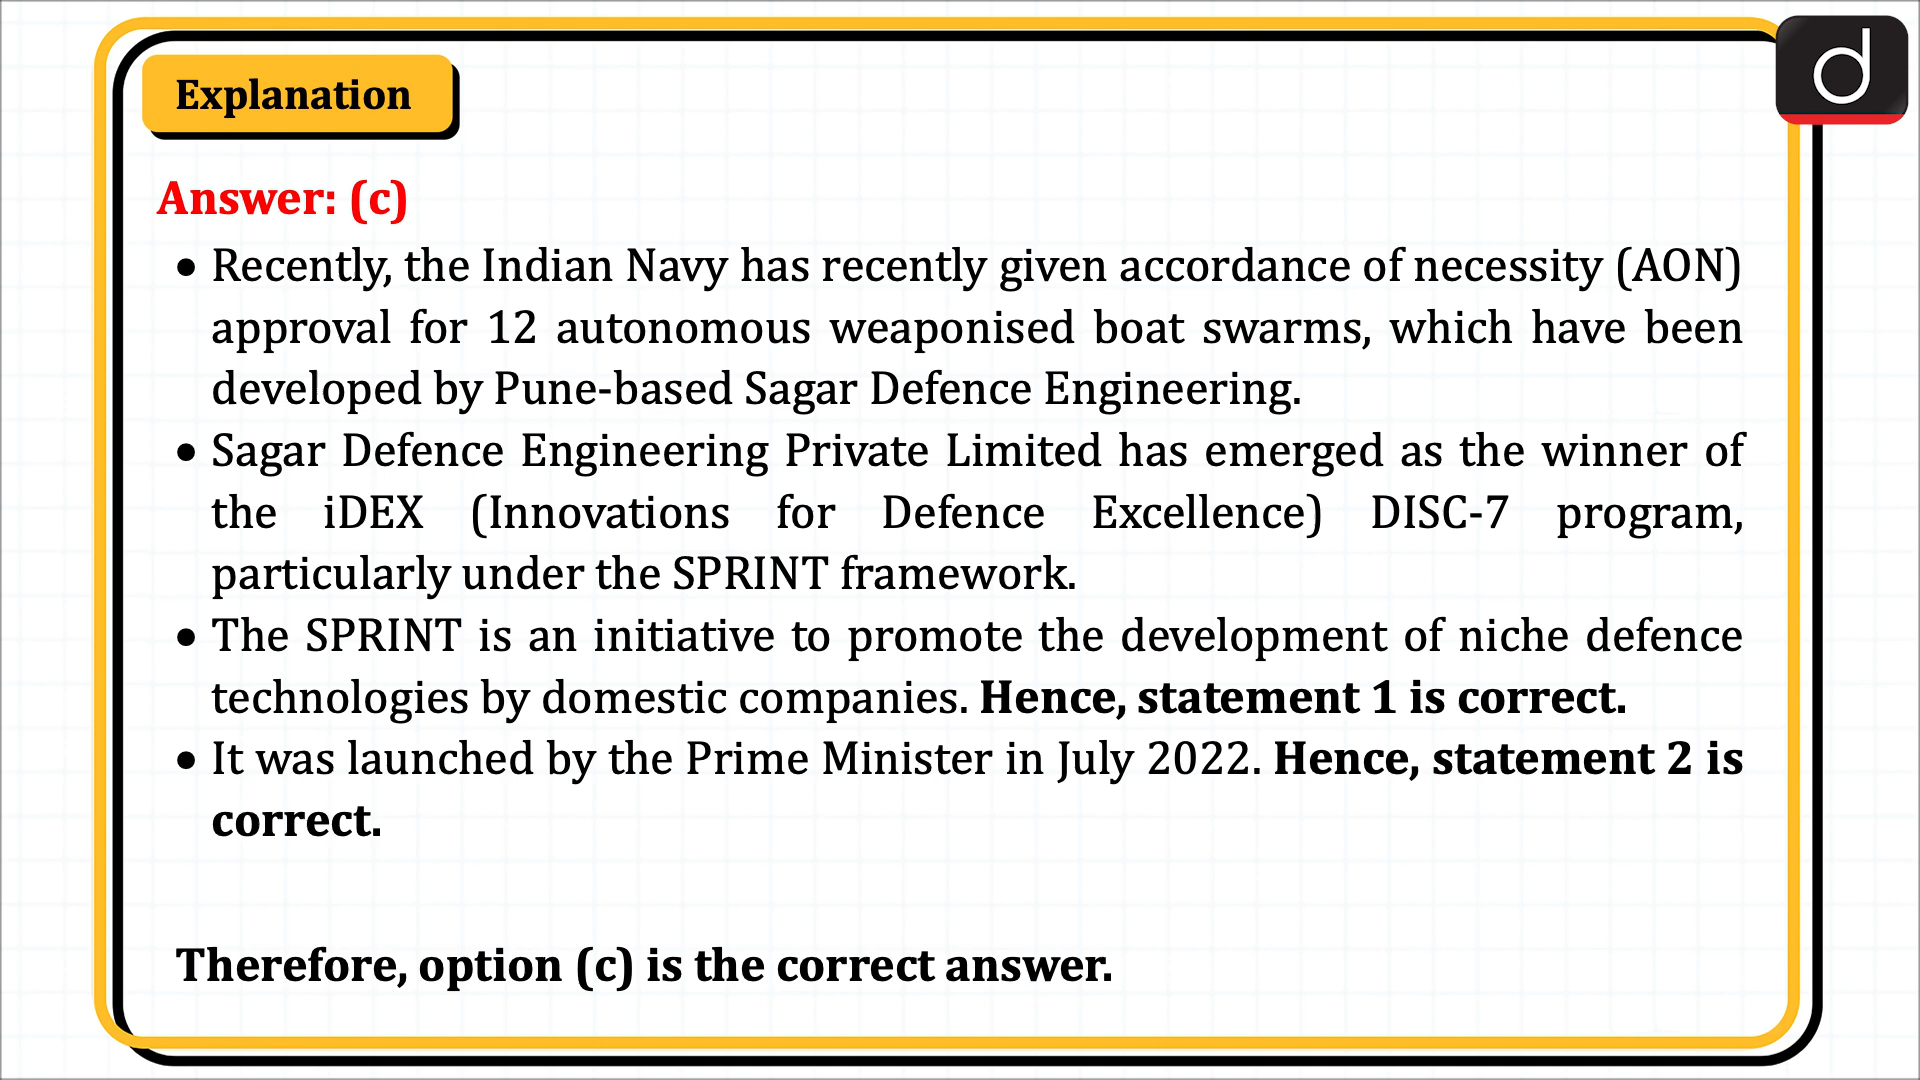 Explanation
Answer: (c)
• Recently, the Indian Navy has recently given accordance of necessity (AON)
approval for 12 autonomous weaponised boat swarms, which have been
developed by Pune-based Sagar Defence Engineering.
• Sagar Defence Engineering Private Limited has emerged as the winner of
the iDEX (Innovations for Defence Excellence) DISC-7 program,
particularly under the SPRINT framework.
• The SPRINT is an initiative to promote the development of niche defence
technologies by domestic companies. Hence, statement 1 is correct.
• It was launched by the Prime Minister in July 2022. Hence, statement 2 is
correct.
Therefore, option (c) is the correct answer.